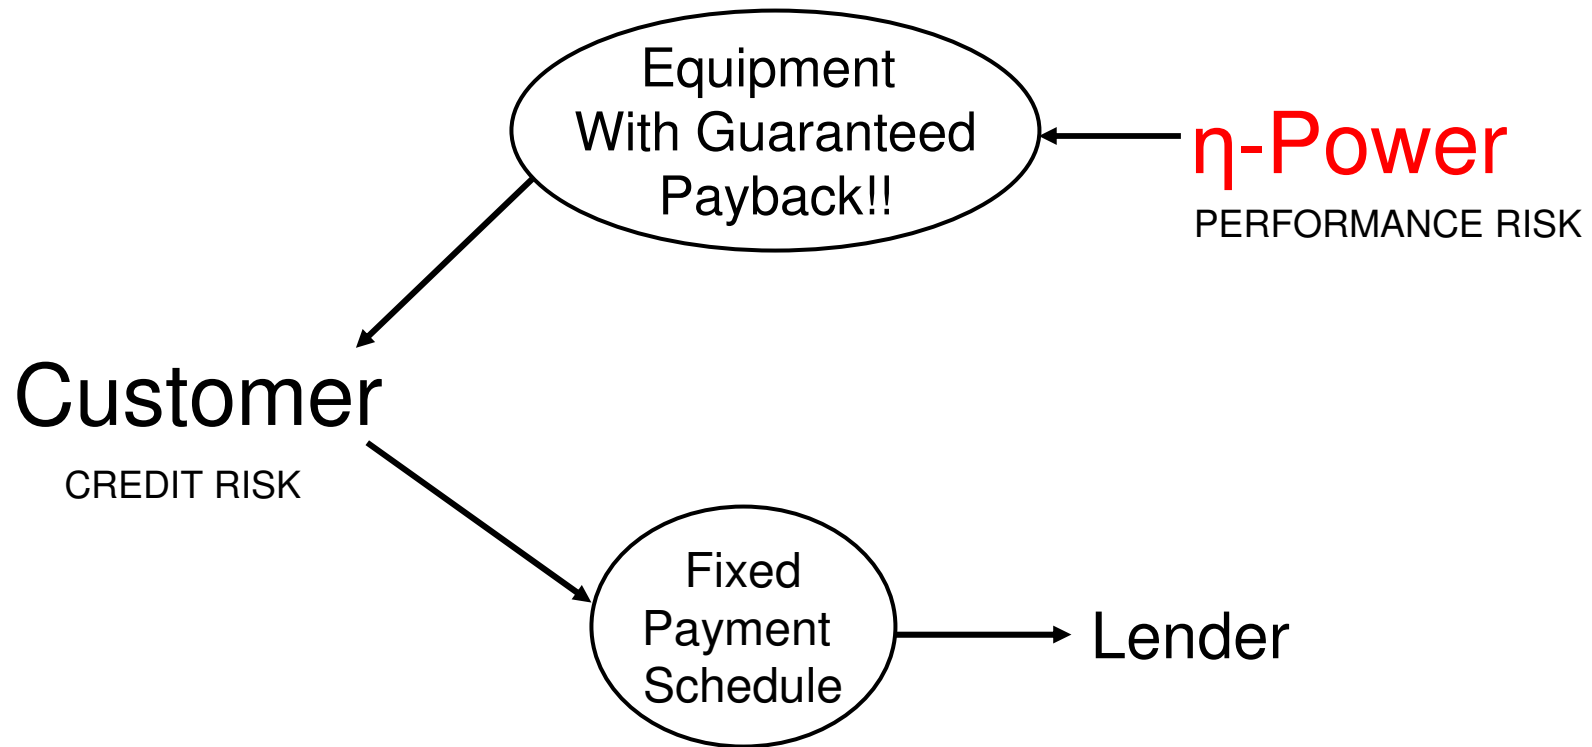 Equipment
With Guaranteed
Payback!!
η-Power
PERFORMANCE RISK
Customer
CREDIT RISK
Fixed
Payment
Schedule
Lender